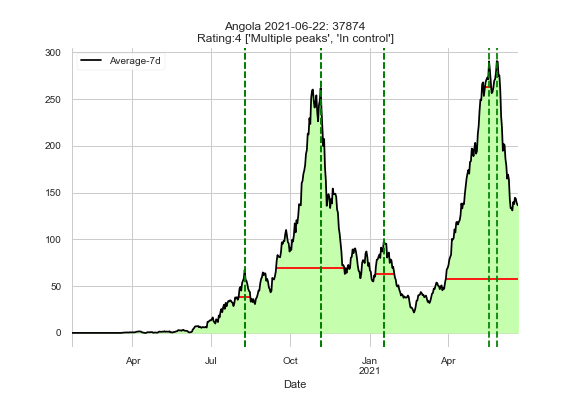 Angola 2021-06-22: 37874
Rating:4 ['Multiple peaks', 'In control']
Average-7d
300
250
200
150
100
50
0
Apr
Jul
Oct
Jan
2021
Apr
Date